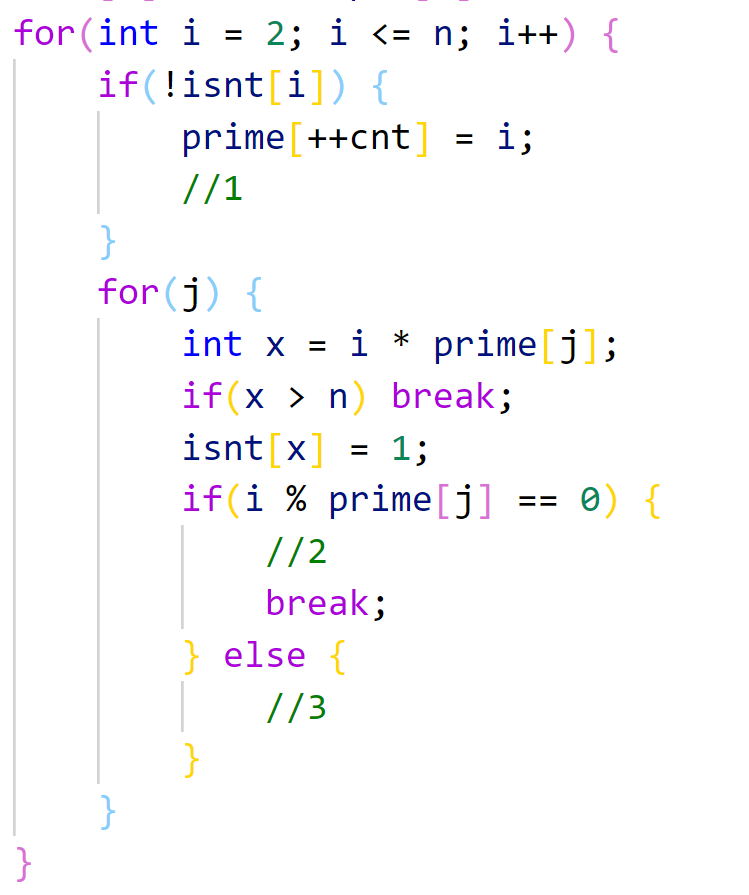 for(int i = 2; i <= n; i++) {
    if(!isnt[i]) {
        prime[++cnt] = i;
        //1
    }
    for(j) {
        int x = i * prime[j];
        if(x > n) break;
        isnt[x] = 1;
        if(i % prime[j] == 0) {
            //2
            break;
        } else {
            //3
        }
    }
}